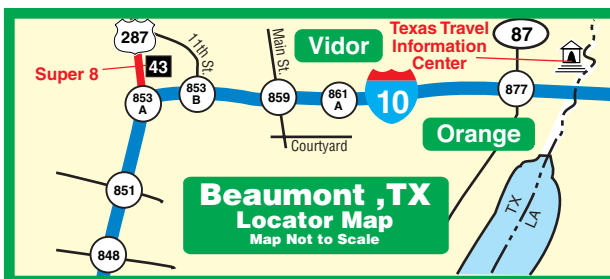 287
11th St.
Main St.
Vidor
Texas Travel
Information
Center
87
Super 8
43
853
A
853
B
859
861
A
10
877
Orange
Courtyard
851
Beaumont ,TX
Locator Map
Map Not to Scale
TX
LA
848